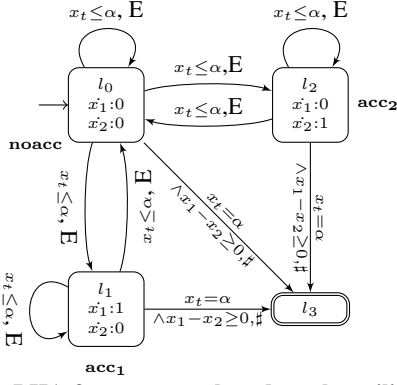 x_t≤α, E
x_t≤α, E
l_0
ẋ_1:0
ẋ_2:0
noacc
x_t≤α,E
x_t≤α,E
l_2
ẋ_1:0
ẋ_2:1
acc_2
x_t≤α, E
x_t≤α, E
x_t=α
∧x_1−x_2≥0,♯
x_t=α
∧x_1−x_2≥0,♯
x_t≤α, E
l_1
ẋ_1:1
ẋ_2:0
acc_1
x_t=α
∧x_1−x_2≥0,♯
l_3